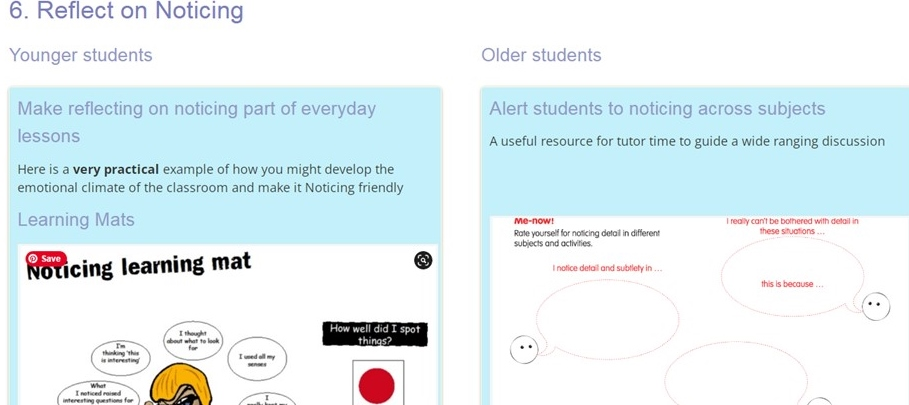 6. Reflect on Noticing
Younger students
Make reflecting on noticing part of everyday
lessons
Here is a very practical example of how you might develop the
emotional climate of the classroom and make it Noticing friendly
Learning Mats
Save
Noticing learning mat
I thought
about what to look
for
I'm
thinking 'this
is interesting'
I used all my
senses
What
I noticed raised
interesting questions for
I
How well did I spot
things?
Older students
Alert students to noticing across subjects
A useful resource for tutor time to guide a wide ranging discussion
Me-now!
Rate yourself for noticing detail in different
subjects and activities.
I really can't be bothered with detail in
these situations ...
I notice detail and subtlety in ...
this is because ...